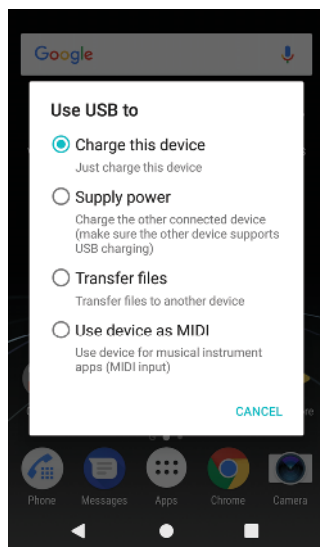 Google
Use USB to
Charge this device
Just charge this device
Supply power
Charge the other connected device
(make sure the other device supports
USB charging)
Transfer files
Transfer files to another device
Use device as MIDI
Use device for musical instrument
apps (MIDI input)
CANCEL
Phone Messages Apps Chrome Camera